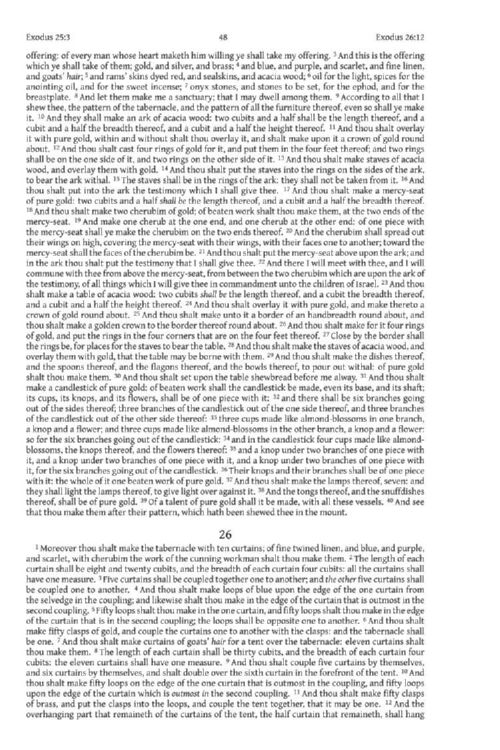 Exodus 25:3 48 Exodus 26:12
offering: of every man whose heart maketh him willing ye shall take my offering. 3 And this is the offering
which ye shall take of them; gold, and silver, and brass; 4 and blue, and purple, and scarlet, and fine linen,
and goats' hair; 5 and rams' skins dyed red, and sealskins, and acacia wood; 6 oil for the light, spices for the
anointing oil, and for the sweet incense; 7 onyx stones, and stones to be set, for the ephod, and for the
breastplate. 8 And let them make me a sanctuary; that I may dwell among them. 9 According to all that I
shew thee, the pattern of the tabernacle, and the pattern of all the furniture thereof, even so shall ye make
it. 10 And they shall make an ark of acacia wood: two cubits and a half shall be the length thereof, and a
cubit and a half the breadth thereof, and a cubit and a half the height thereof. 11 And thou shalt overlay
it with pure gold, within and without shalt thou overlay it, and shalt make upon it a crown of gold round
about. 12 And thou shalt cast four rings of gold for it, and put them in the four feet thereof; and two rings
shall be on the one side of it, and two rings on the other side of it. 13 And thou shalt make staves of acacia
wood, and overlay them with gold. 14 And thou shalt put the staves into the rings on the sides of the ark,
to bear the ark withal. 15 The staves shall be in the rings of the ark: they shall not be taken from it. 16 And
thou shalt put into the ark the testimony which I shall give thee. 17 And thou shalt make a mercy-seat
of pure gold: two cubits and a half shall be the length thereof, and a cubit and a half the breadth thereof.
18 And thou shalt make two cherubim of gold; of beaten work shalt thou make them, at the two ends of the
mercy-seat. 19 And make one cherub at the one end, and one cherub at the other end: of one piece with
the mercy-seat shall ye make the cherubim on the two ends thereof. 20 And the cherubim shall spread out
their wings on high, covering the mercy-seat with their wings, with their faces one to another; toward the
mercy-seat shall the faces of the cherubim be. 21 And thou shalt put the mercy-seat above upon the ark; and
in the ark thou shalt put the testimony that I shall give thee. 22 And there I will meet with thee, and I will
commune with thee from above the mercy-seat, from between the two cherubim which are upon the ark of
the testimony, of all things which I will give thee in commandment unto the children of Israel. 23 And thou
shalt make a table of acacia wood: two cubits shall be the length thereof, and a cubit the breadth thereof,
and a cubit and a half the height thereof. 24 And thou shalt overlay it with pure gold, and make thereto a
crown of gold round about. 25 And thou shalt make unto it a border of an handbreadth round about, and
thou shalt make a golden crown to the border thereof round about. 26 And thou shalt make for it four rings
of gold, and put the rings in the four corners that are on the four feet thereof. 27 Close by the border shall
the rings be, for places for the staves to bear the table. 28 And thou shalt make the staves of acacia wood, and
overlay them with gold, that the table may be borne with them. 29 And thou shalt make the dishes thereof,
and the spoons thereof, and the flagons thereof, and the bowls thereof, to pour out withal: of pure gold
shalt thou make them. 30 And thou shalt set upon the table shewbread before me alway. 31 And thou shalt
make a candlestick of pure gold: of beaten work shall the candlestick be made, even its base, and its shaft;
its cups, its knops, and its flowers, shall be of one piece with it: 32 and there shall be six branches going
out of the sides thereof; three branches of the candlestick out of the one side thereof, and three branches
of the candlestick out of the other side thereof: 33 three cups made like almond-blossoms in one branch,
a knop and a flower; and three cups made like almond-blossoms in the other branch, a knop and a flower:
so for the six branches going out of the candlestick: 34 and in the candlestick four cups made like almond-
blossoms, the knops thereof, and the flowers thereof: 35 and a knop under two branches of one piece with
it, and a knop under two branches of one piece with it, and a knop under two branches of one piece with
it, for the six branches going out of the candlestick. 36 Their knops and their branches shall be of one piece
with it: the whole of it one beaten work of pure gold. 37 And thou shalt make the lamps thereof, seven: and
they shall light the lamps thereof, to give light over against it. 38 And the tongs thereof, and the snuffdishes
thereof, shall be of pure gold. 39 Of a talent of pure gold shall it be made, with all these vessels. 40 And see
that thou make them after their pattern, which hath been shewed thee in the mount.
26
1 Moreover thou shalt make the tabernacle with ten curtains; of fine twined linen, and blue, and purple,
and scarlet, with cherubim the work of the cunning workman shalt thou make them. 2 The length of each
curtain shall be eight and twenty cubits, and the breadth of each curtain four cubits: all the curtains shall
have one measure. 3 Five curtains shall be coupled together one to another; and the other five curtains shall
be coupled one to another. 4 And thou shalt make loops of blue upon the edge of the one curtain from
the selvedge in the coupling; and likewise shalt thou make in the edge of the curtain that is outmost in the
second coupling. 5 Fifty loops shalt thou make in the one curtain, and fifty loops shalt thou make in the edge
of the curtain that is in the second coupling; the loops shall be opposite one to another. 6 And thou shalt
make fifty clasps of gold, and couple the curtains one to another with the clasps: and the tabernacle shall
be one. 7 And thou shalt make curtains of goats' hair for a tent over the tabernacle: eleven curtains shalt
thou make them. 8 The length of each curtain shall be thirty cubits, and the breadth of each curtain four
cubits: the eleven curtains shall have one measure. 9 And thou shalt couple five curtains by themselves,
and six curtains by themselves, and shalt double over the sixth curtain in the forefront of the tent. 10 And
thou shalt make fifty loops on the edge of the one curtain that is outmost in the coupling, and fifty loops
upon the edge of the curtain which is outmost in the second coupling. 11 And thou shalt make fifty clasps
of brass, and put the clasps into the loops, and couple the tent together, that it may be one. 12 And the
overhanging part that remaineth of the curtains of the tent, the half curtain that remaineth, shall hang